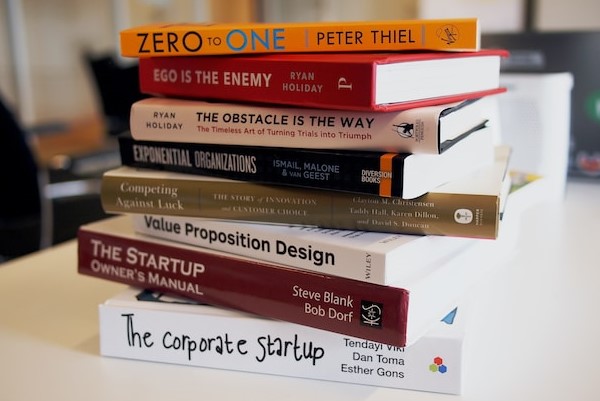 ZERO TO ONE | PETER THIEL
EGO IS THE ENEMY RYAN
HOLIDAY P
RYAN
HOLIDAY THE OBSTACLE IS THE WAY
The Timeless Art of Turning Trials into Triumph
EXPONENTIAL ORGANIZATIONS ISMAIL, MALONE
& VAN GEEST DIVERSION
BOOKS
Competing
Against Luck THE STORY OF INNOVATION
and CUSTOMER CHOICE Clayton M. Christensen
Taddy Hall, Karen Dillon,
and David S. Duncan
Value Proposition Design WILEY
THE STARTUP
OWNER'S MANUAL Steve Blank
Bob Dorf
The corporate startup Tendayi Viki
Dan Toma
Esther Gons